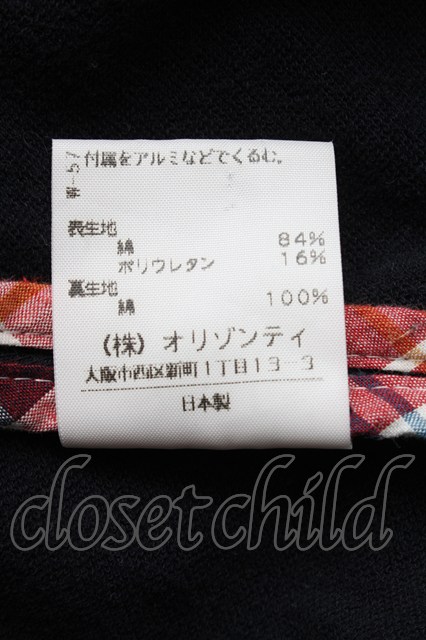 付属をアルミなどでくるむ。
表生地
綿 84%
ポリウレタン 16%
裏生地
綿 100%
(株) オリゾンティ
大阪市西区新町1丁目13-3
日本製
closet child